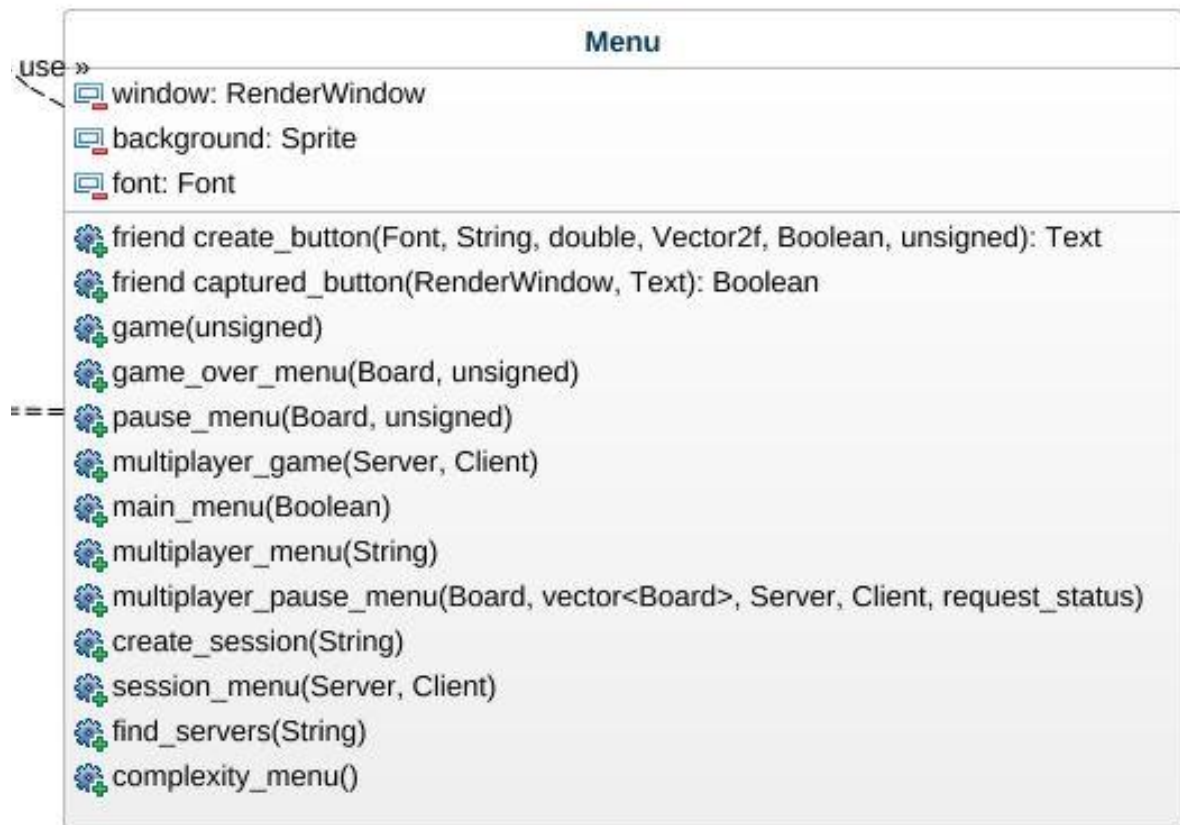 Menu
use »
window: RenderWindow
background: Sprite
font: Font
friend create_button(Font, String, double, Vector2f, Boolean, unsigned): Text
friend captured_button(RenderWindow, Text): Boolean
game(unsigned)
game_over_menu(Board, unsigned)
pause_menu(Board, unsigned)
multiplayer_game(Server, Client)
main_menu(Boolean)
multiplayer_menu(String)
multiplayer_pause_menu(Board, vector<Board>, Server, Client, request_status)
create_session(String)
session_menu(Server, Client)
find_servers(String)
complexity_menu()